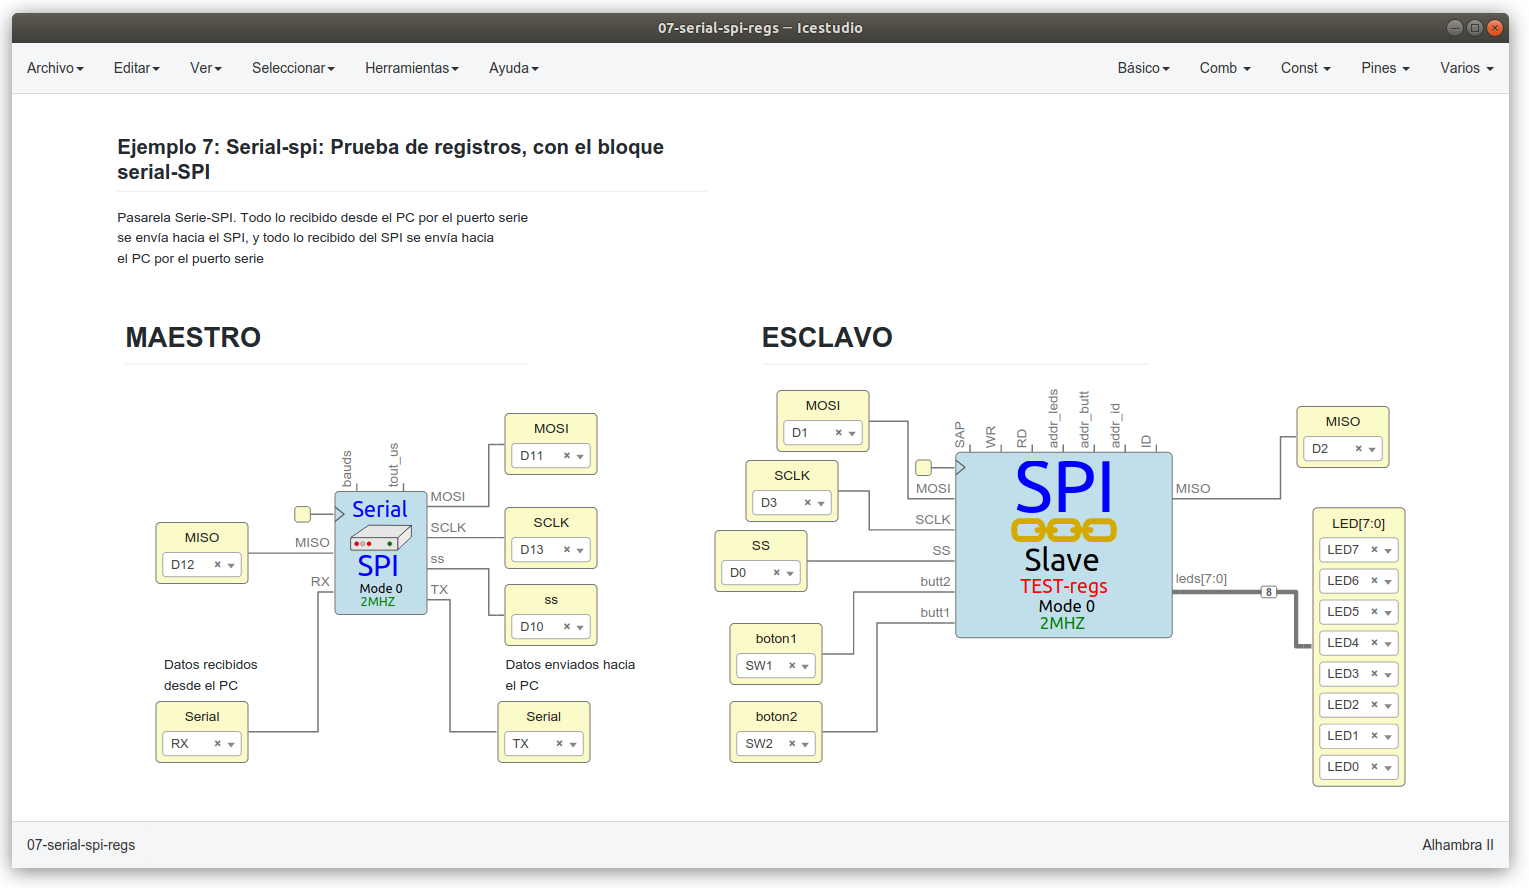 07-serial-spi-regs — Icestudio
Archivo Editar Ver Seleccionar Herramientas Ayuda Básico Comb Const Pines Varios
Ejemplo 7: Serial-spi: Prueba de registros, con el bloque
serial-SPI
Pasarela Serie-SPI. Todo lo recibido desde el PC por el puerto serie
se envía hacia el SPI, y todo lo recibido del SPI se envía hacia
el PC por el puerto serie
MAESTRO
MISO
D12
bauds
tout_us
MISO
RX
Serial
SPI
Mode 0
2MHZ
MOSI
SCLK
ss
TX
MOSI
D11
SCLK
D13
ss
D10
Datos recibidos
desde el PC
Serial
RX
Datos enviados hacia
el PC
Serial
TX
ESCLAVO
MOSI
D1
SCLK
D3
SS
D0
boton1
SW1
boton2
SW2
SAP
WR
RD
addr_leds
addr_butt
addr_id
ID
MOSI
SCLK
SS
butt2
butt1
SPI
Slave
TEST-regs
Mode 0
2MHZ
MISO
leds[7:0]
8
MISO
D2
LED[7:0]
LED7
LED6
LED5
LED4
LED3
LED2
LED1
LED0
07-serial-spi-regs Alhambra II